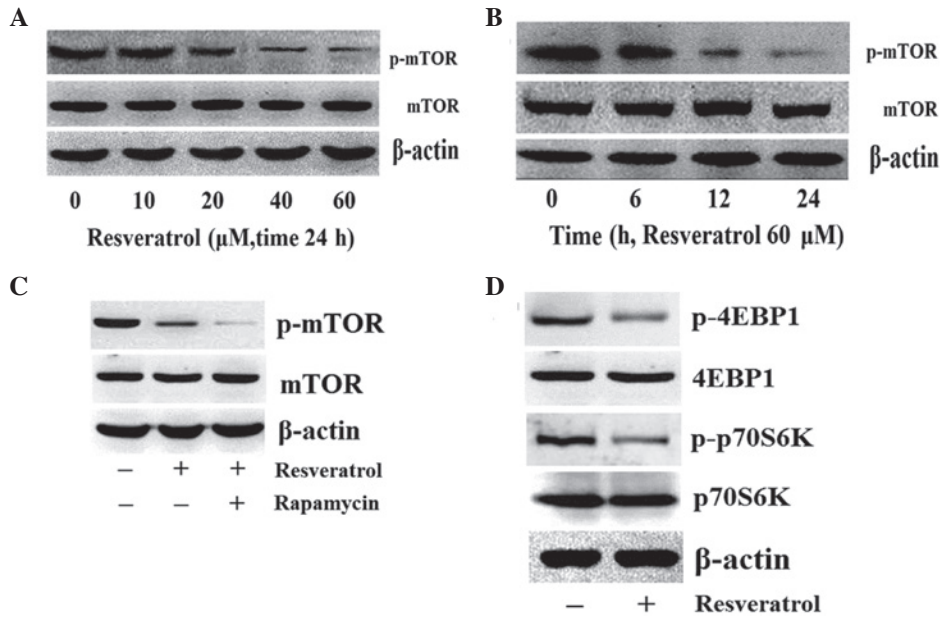 A
p-mTOR
mTOR
β-actin
0 10 20 40 60
Resveratrol (μM,time 24 h)
B
p-mTOR
mTOR
β-actin
0 6 12 24
Time (h, Resveratrol 60 μM)
C
p-mTOR
mTOR
β-actin
− + + Resveratrol
− − + Rapamycin
D
p-4EBP1
4EBP1
p-p70S6K
p70S6K
β-actin
− + Resveratrol